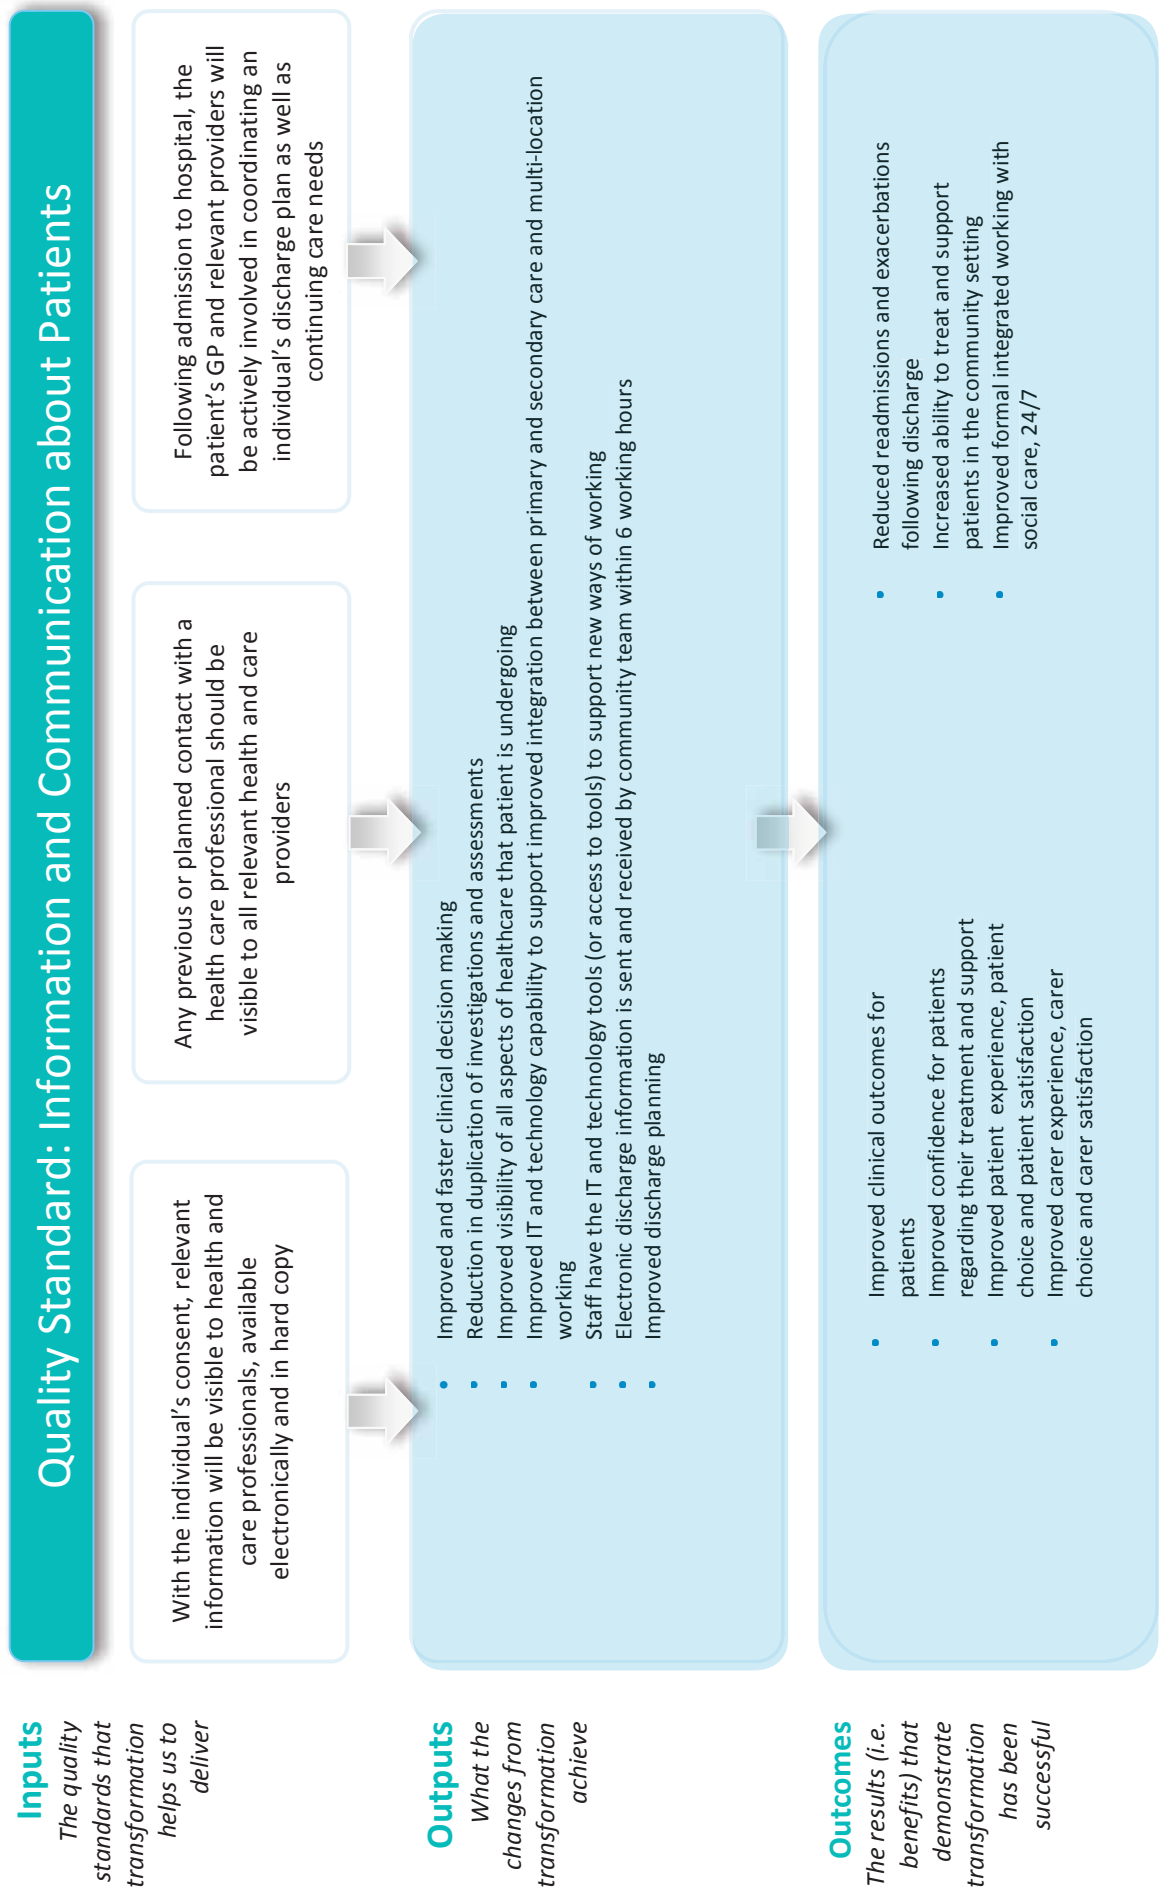 Quality Standard: Information and Communication about Patients
Inputs
The quality
standards that
transformation
helps us to
deliver
With the individual’s consent, relevant
information will be visible to health and
care professionals, available
electronically and in hard copy
Any previous or planned contact with a
health care professional should be
visible to all relevant health and care
providers
Following admission to hospital, the
patient’s GP and relevant providers will
be actively involved in coordinating an
individual’s discharge plan as well as
continuing care needs
Outputs
What the
changes from
transformation
achieve
• Improved and faster clinical decision making
• Reduction in duplication of investigations and assessments
• Improved visibility of all aspects of healthcare that patient is undergoing
• Improved IT and technology capability to support improved integration between primary and secondary care and multi-location
working
• Staff have the IT and technology tools (or access to tools) to support new ways of working
• Electronic discharge information is sent and received by community team within 6 working hours
• Improved discharge planning
Outcomes
The results (i.e.
benefits) that
demonstrate
transformation
has been
successful
• Improved clinical outcomes for
patients
• Improved confidence for patients
regarding their treatment and support
• Improved patient experience, patient
choice and patient satisfaction
• Improved carer experience, carer
choice and carer satisfaction
• Reduced readmissions and exacerbations
following discharge
• Increased ability to treat and support
patients in the community setting
• Improved formal integrated working with
social care, 24/7